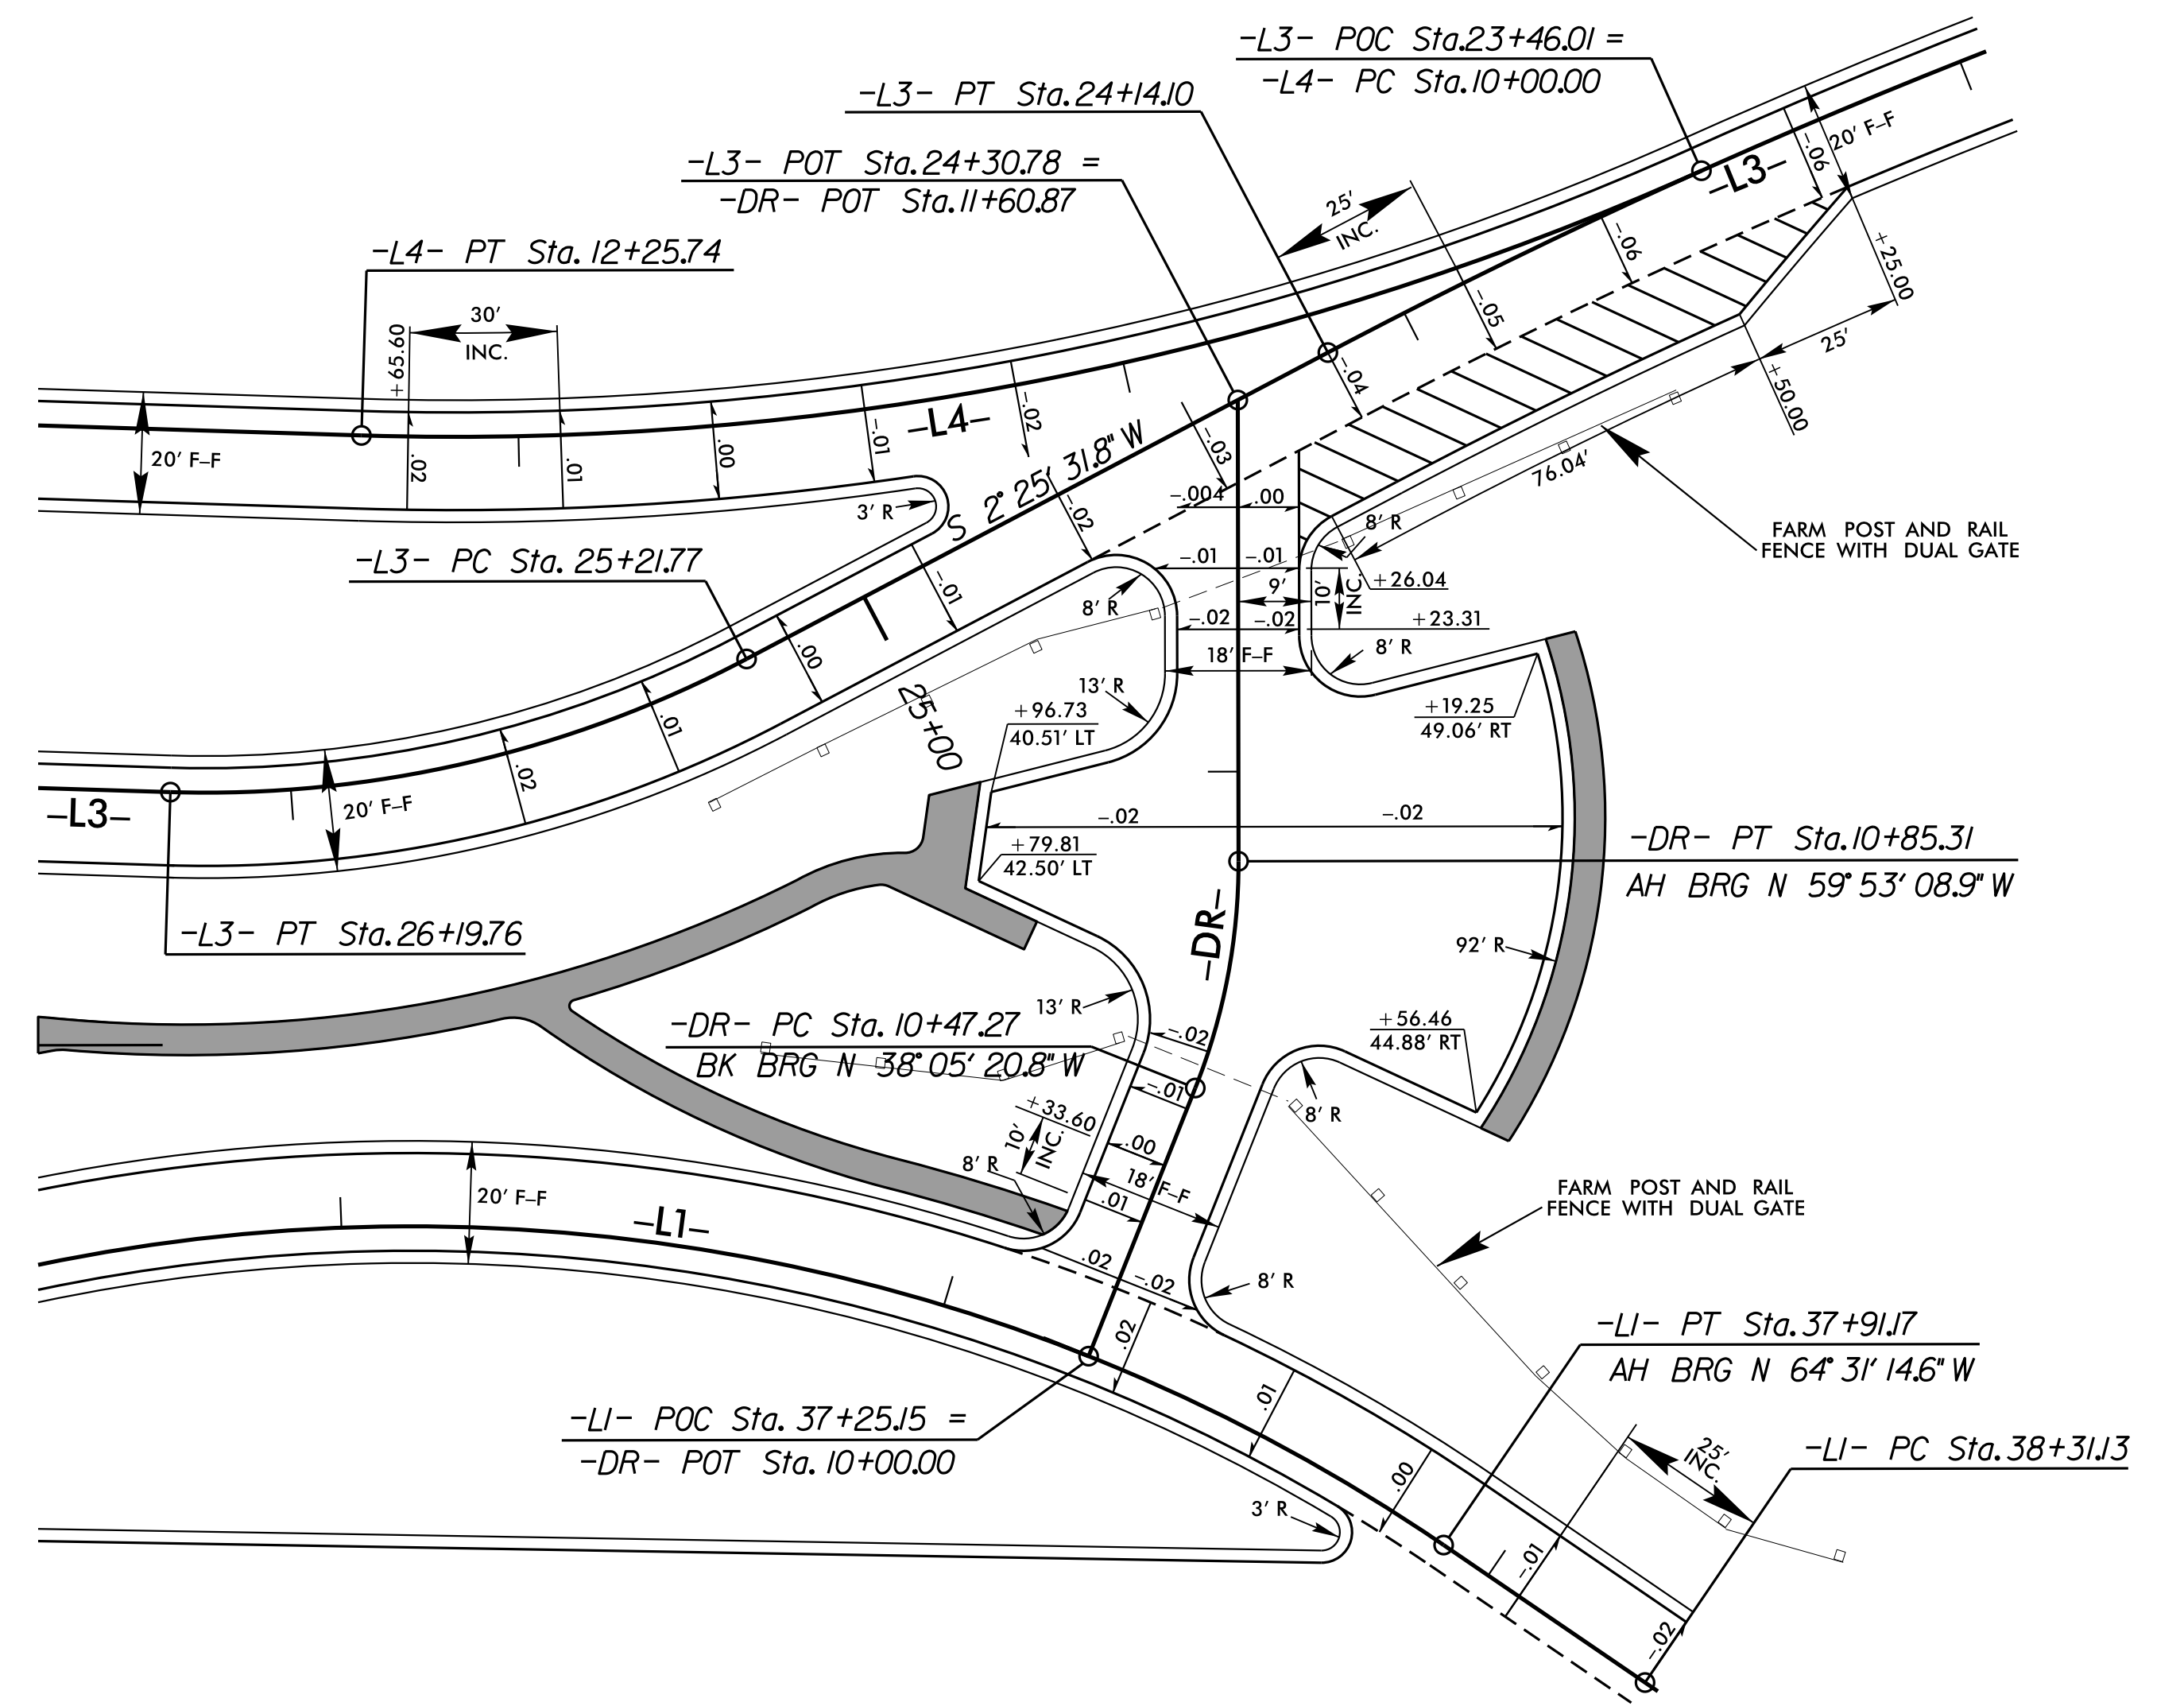 -L3- POC Sta.23+46.01 =
-L4- PC Sta.10+00.00
-L3- PT Sta.24+14.10
-L3- POT Sta.24+30.78 =
-DR- POT Sta.11+60.87
-L4- PT Sta.12+25.74
20' F-F
-.06
-L3-
25'
INC.
+25.00
-.06
-.05
25'
+50.00
30'
INC.
+65.60
-.04
-L4-
-.02
-.01
.00
.01
.02
20' F-F
S 2° 25' 31.8" W
-.03
76.04'
-.004
.00
3' R
-.02
8' R
FARM POST AND RAIL
FENCE WITH DUAL GATE
-L3- PC Sta. 25+21.77
-.01
-.01
-.01
+26.04
9'
10'
INC.
8' R
-.02
-.02
+23.31
8' R
18' F-F
.00
13' R
25+00
+96.73
40.51' LT
+19.25
49.06' RT
.01
.02
20' F-F
-L3-
-.02
-.02
-DR- PT Sta.10+85.31
AH BRG N 59° 53' 08.9" W
+79.81
42.50' LT
-L3- PT Sta.26+19.76
-DR-
92' R
13' R
-DR- PC Sta. 10+47.27
BK BRG N 38° 05' 20.8" W
-.02
+56.46
44.88' RT
-.01
8' R
+33.60
10'
INC.
.00
8' R
18' F-F
.01
20' F-F
-L1-
FARM POST AND RAIL
FENCE WITH DUAL GATE
.02
-.02
8' R
.02
-L1- PT Sta.37+91.17
AH BRG N 64° 31' 14.6" W
.01
-L1- POC Sta. 37+25.15 =
-DR- POT Sta. 10+00.00
25'
INC.
-L1- PC Sta.38+31.13
.00
3' R
-.01
-.02